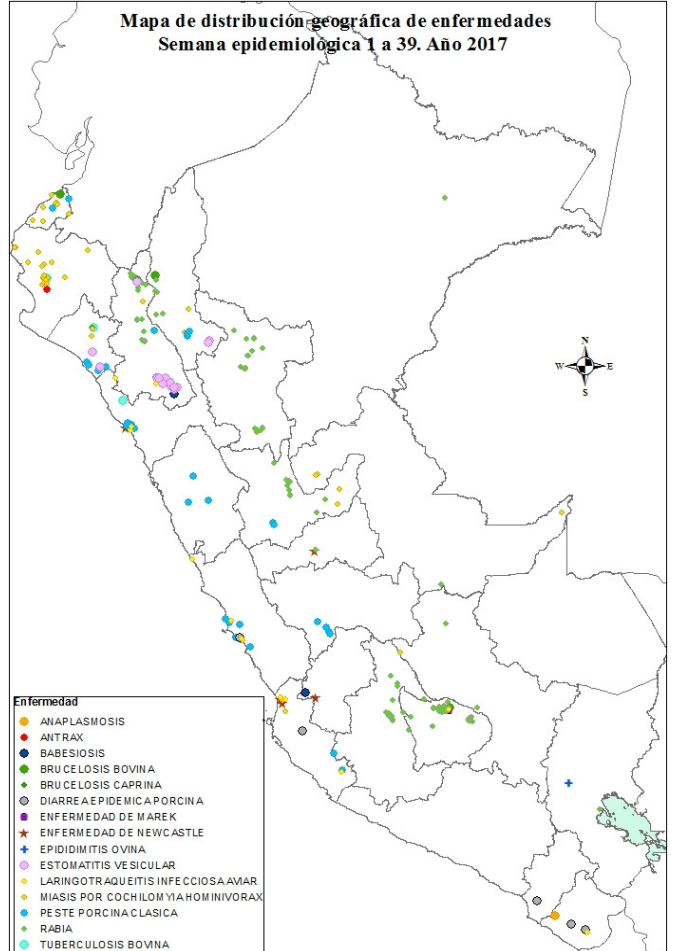 Mapa de distribución geográfica de enfermedades
Semana epidemiológica 1 a 39. Año 2017
N
W E
S
Enfermedad
ANAPLASMOSIS
ANTRAX
BABESIOSIS
BRUCELOSIS BOVINA
BRUCELOSIS CAPRINA
DIARREA EPIDEMICA PORCINA
ENFERMEDAD DE MAREK
ENFERMEDAD DE NEWCASTLE
EPIDIDIMITIS OVINA
ESTOMATITIS VESICULAR
LARINGOTRAQUEITIS INFECCIOSA AVIAR
MIASIS POR COCHILOMYIA HOMINIVORAX
PESTE PORCINA CLASICA
RABIA
TUBERCULOSIS BOVINA